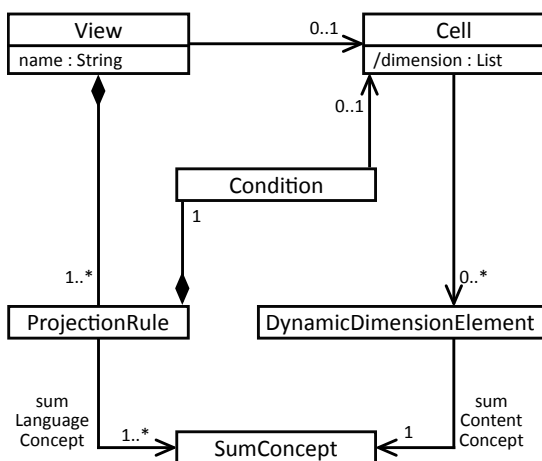 View
name : String
0..1
Cell
/dimension : List
0..1
Condition
1
1..*
0..*
ProjectionRule
DynamicDimensionElement
sum
Language
Concept
1..*
SumConcept
1
sum
Content
Concept